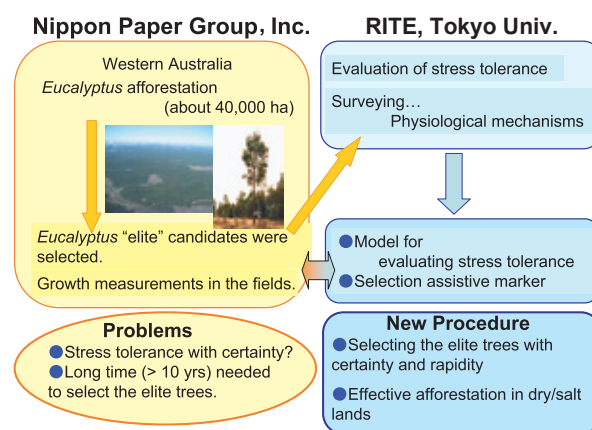 Nippon Paper Group, Inc.
Western Australia
Eucalyptus afforestation
(about 40,000 ha)
Eucalyptus “elite” candidates were
selected.
Growth measurements in the fields.
Problems
●Stress tolerance with certainty?
●Long time (> 10 yrs) needed
to select the elite trees.
RITE, Tokyo Univ.
Evaluation of stress tolerance
Surveying…
Physiological mechanisms
●Model for
evaluating stress tolerance
●Selection assistive marker
New Procedure
●Selecting the elite trees with
certainty and rapidity
●Effective afforestation in dry/salt
lands